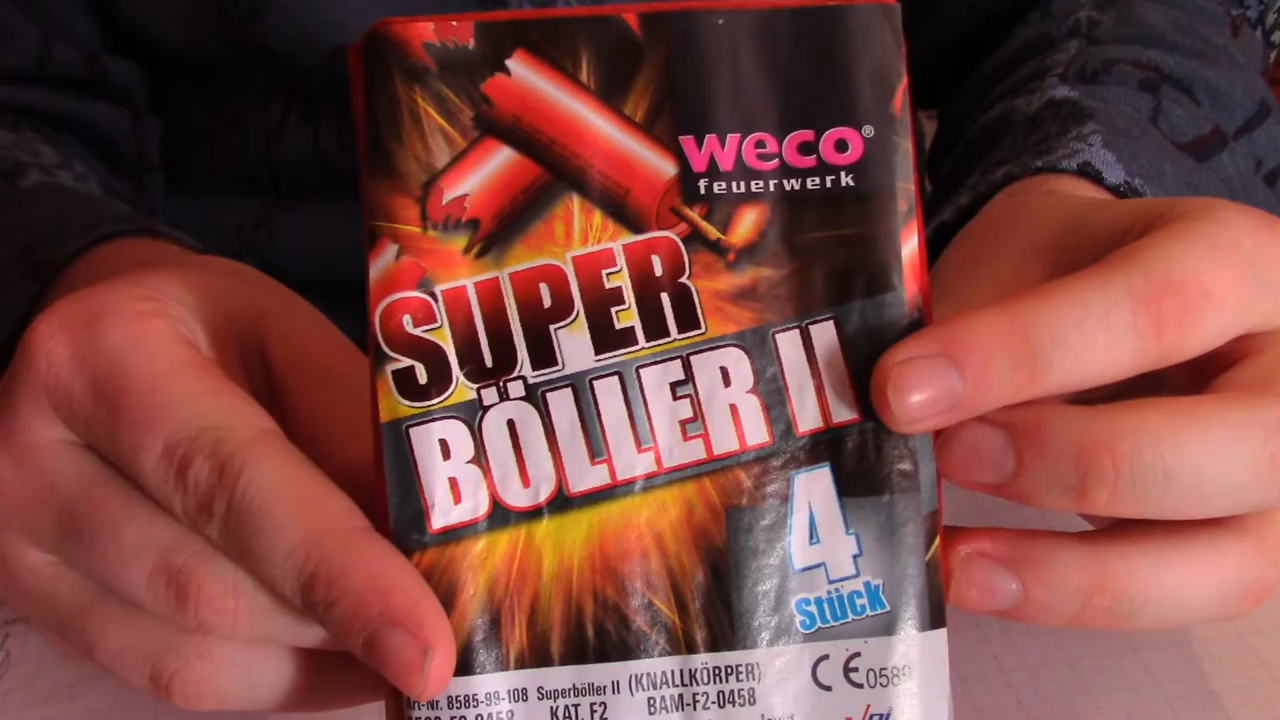 weco®
feuerwerk
SUPER
BÖLLER II
4
Stück
Art-Nr. 8585-99-108 Superböller II (KNALLKÖRPER)
CE 0589
KAT. F2 BAM-F2-0458